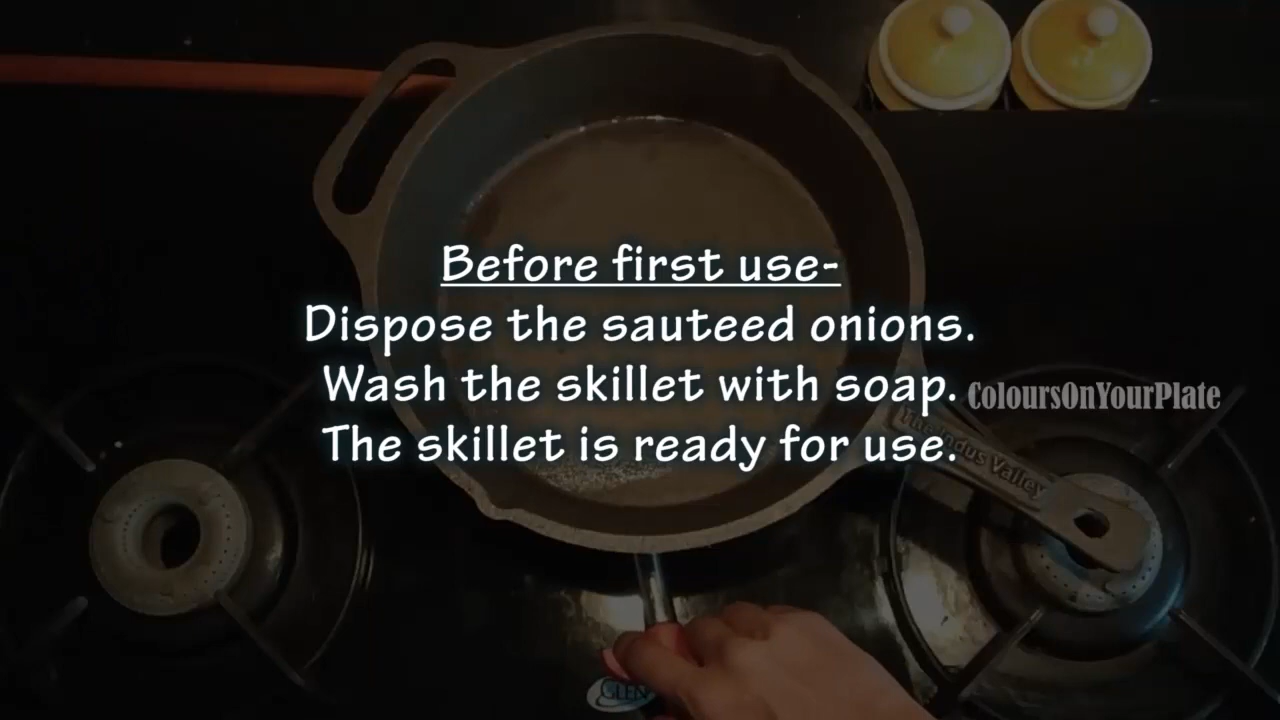 Before first use-
Dispose the sauteed onions.
Wash the skillet with soap.
The skillet is ready for use.
ColoursOnYourPlate
The Indus Valley
GLEN